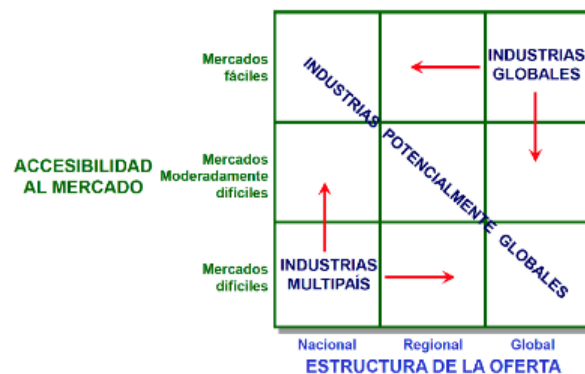 Mercados
fáciles
INDUSTRIAS
GLOBALES
INDUSTRIAS POTENCIALMENTE GLOBALES
ACCESIBILIDAD
AL MERCADO
Mercados
Moderadamente
difíciles
Mercados
difíciles
INDUSTRIAS
MULTIPAÍS
Nacional Regional Global
ESTRUCTURA DE LA OFERTA